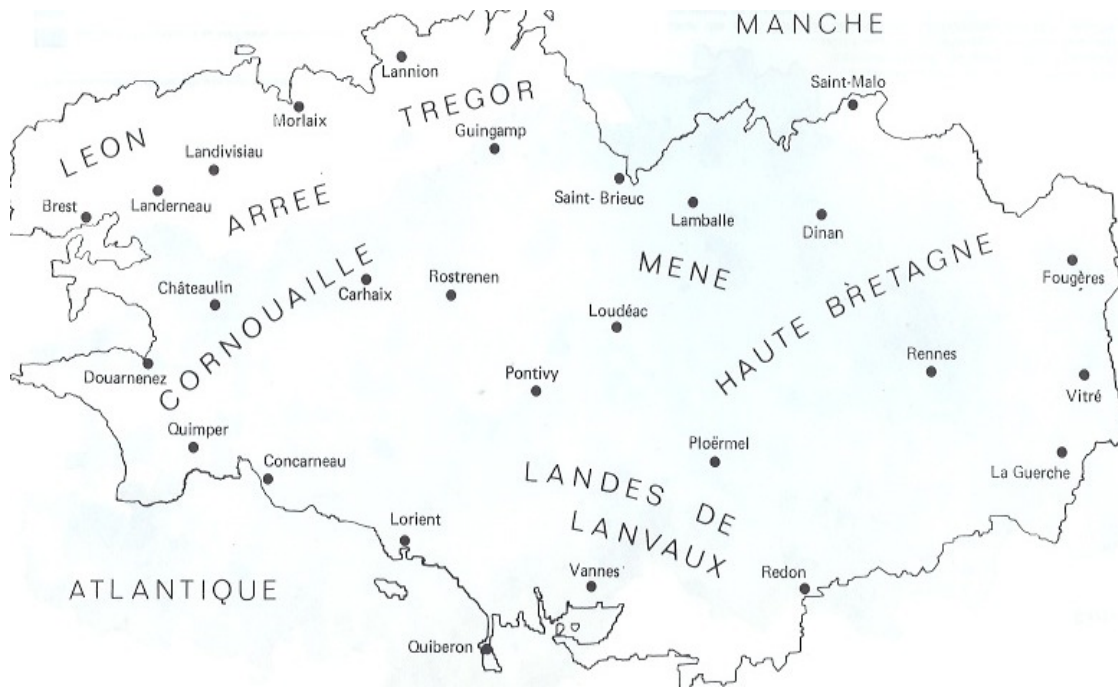 MANCHE
Lannion
Saint-Malo
TREGOR
Morlaix
Guingamp
LEON
Landivisiau
Saint- Brieuc
Landerneau
Brest
ARREE
Lamballe
Dinan
MENE
Fougères
Châteaulin
Carhaix
Rostrenen
CORNOUAILLE
Loudéac
HAUTE BRETAGNE
Rennes
Douarnenez
Pontivy
Vitré
Quimper
Ploërmel
Concarneau
La Guerche
LANDES DE
LANVAUX
Lorient
Vannes
Redon
ATLANTIQUE
Quiberon